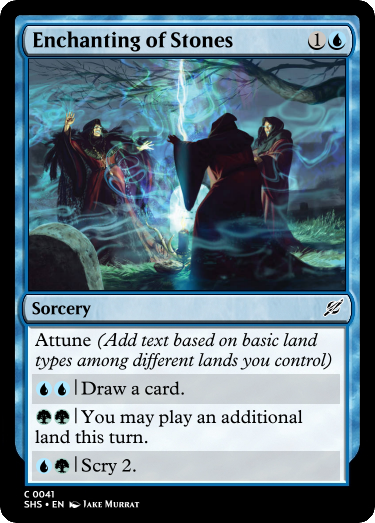 Enchanting of Stones 1
Sorcery
Attune (Add text based on basic land
types among different lands you control)
Draw a card.
You may play an additional
land this turn.
Scry 2.
C 0041
SHS • EN Jake Murrat